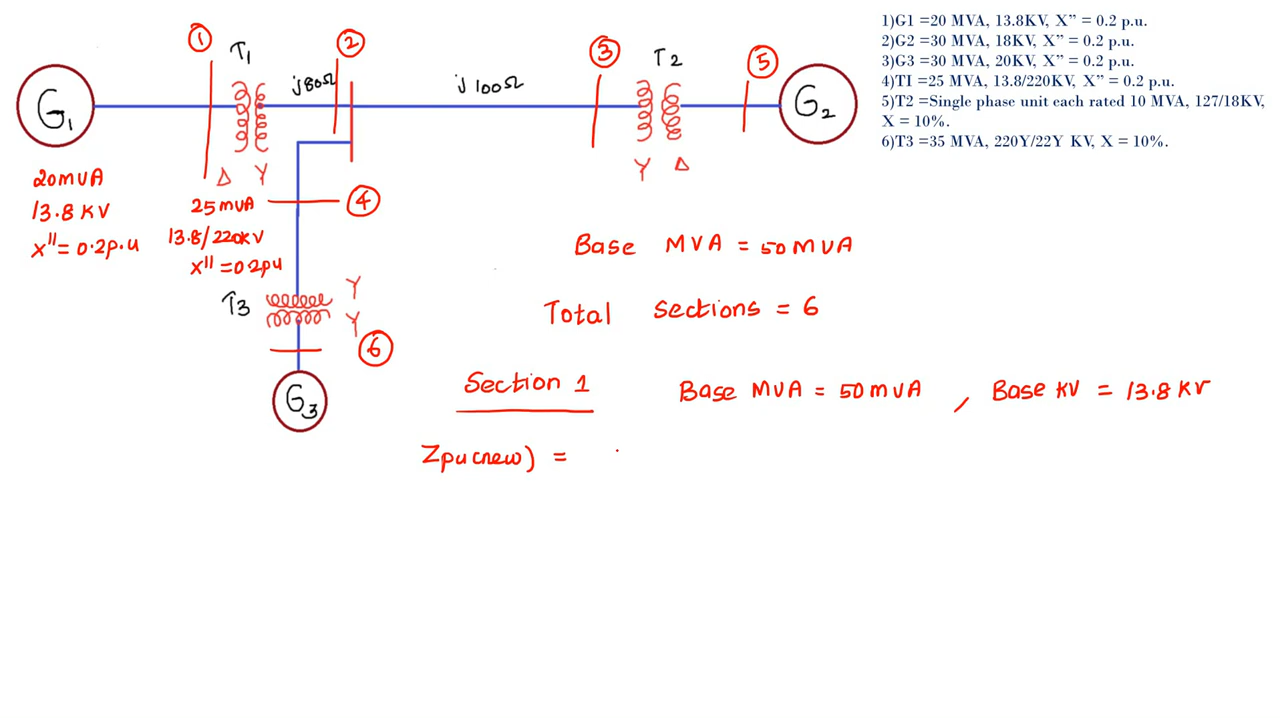 1)G1 =20 MVA, 13.8KV, X” = 0.2 p.u.
2)G2 =30 MVA, 18KV, X” = 0.2 p.u.
3)G3 =30 MVA, 20KV, X” = 0.2 p.u.
4)T1 =25 MVA, 13.8/220KV, X” = 0.2 p.u.
5)T2 =Single phase unit each rated 10 MVA, 127/18KV,
X = 10%.
6)T3 =35 MVA, 220Y/22Y KV, X = 10%.
1 T1 2 3 T2 5
j80Ω j100Ω
G1 G2
Δ Y Y Δ
20MVA
13.8 KV
X" = 0.2p.u
25MVA
13.8/220KV
X" =0.2pu
4
T3 Y
Y
6
G3
Base MVA = 50 MVA
Total sections = 6
Section 1 Base MVA = 50MVA , Base KV = 13.8 KV
Zpu(new) =